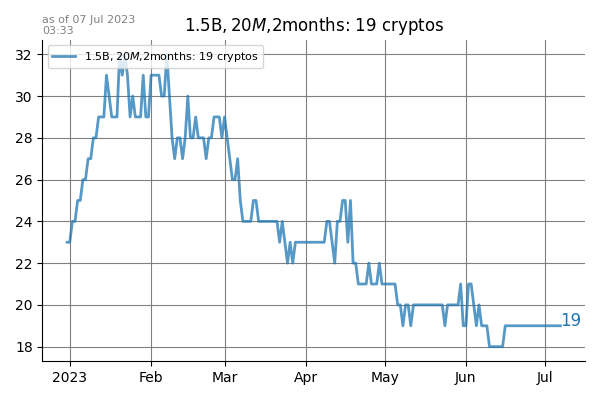 as of 07 Jul 2023
03:33
1.5B, 20M,2months: 19 cryptos
1.5B, 20M,2months: 19 cryptos
32
30
28
26
24
22
20
18
19
2023 Feb Mar Apr May Jun Jul